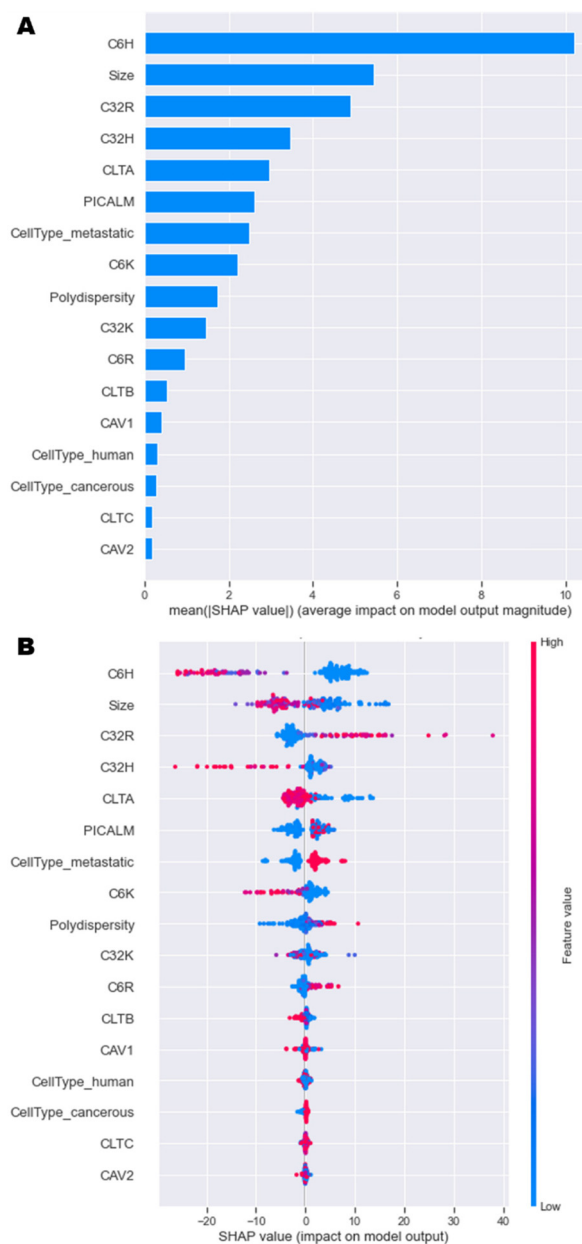 A
C6H
Size
C32R
C32H
CLTA
PICALM
CellType_metastatic
C6K
Polydispersity
C32K
C6R
CLTB
CAV1
CellType_human
CellType_cancerous
CLTC
CAV2
0 2 4 6 8 10
mean(|SHAP value|) (average impact on model output magnitude)
B
High
C6H
Size
C32R
C32H
CLTA
PICALM
CellType_metastatic
C6K
Polydispersity
C32K
C6R
CLTB
CAV1
CellType_human
CellType_cancerous
CLTC
CAV2
Feature value
Low
−20 −10 0 10 20 30 40
SHAP value (impact on model output)